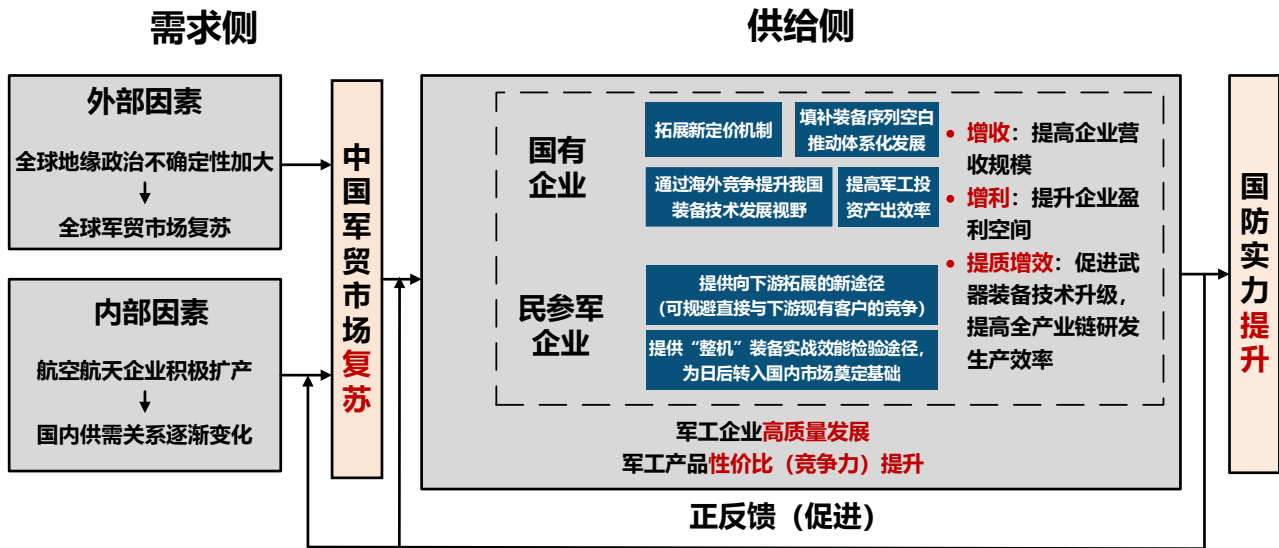 需求侧
供给侧
外部因素
全球地缘政治不确定性加大
全球军贸市场复苏
内部因素
航空航天企业积极扩产
国内供需关系逐渐变化
中国军贸市场复苏
国有
企业
拓展新定价机制
填补装备序列空白
推动体系化发展
通过海外竞争提升我国
装备技术发展视野
提高军工投
资产出效率
民参军
企业
提供向下游拓展的新途径
（可规避直接与下游现有客户的竞争）
提供“整机”装备实战效能检验途径，
为日后转入国内市场奠定基础
• 增收：提高企业营
收规模
• 增利：提升企业盈
利空间
• 提质增效：促进武
器装备技术升级，
提高全产业链研发
生产效率
军工企业高质量发展
军工产品性价比（竞争力）提升
国防实力提升
正反馈（促进）